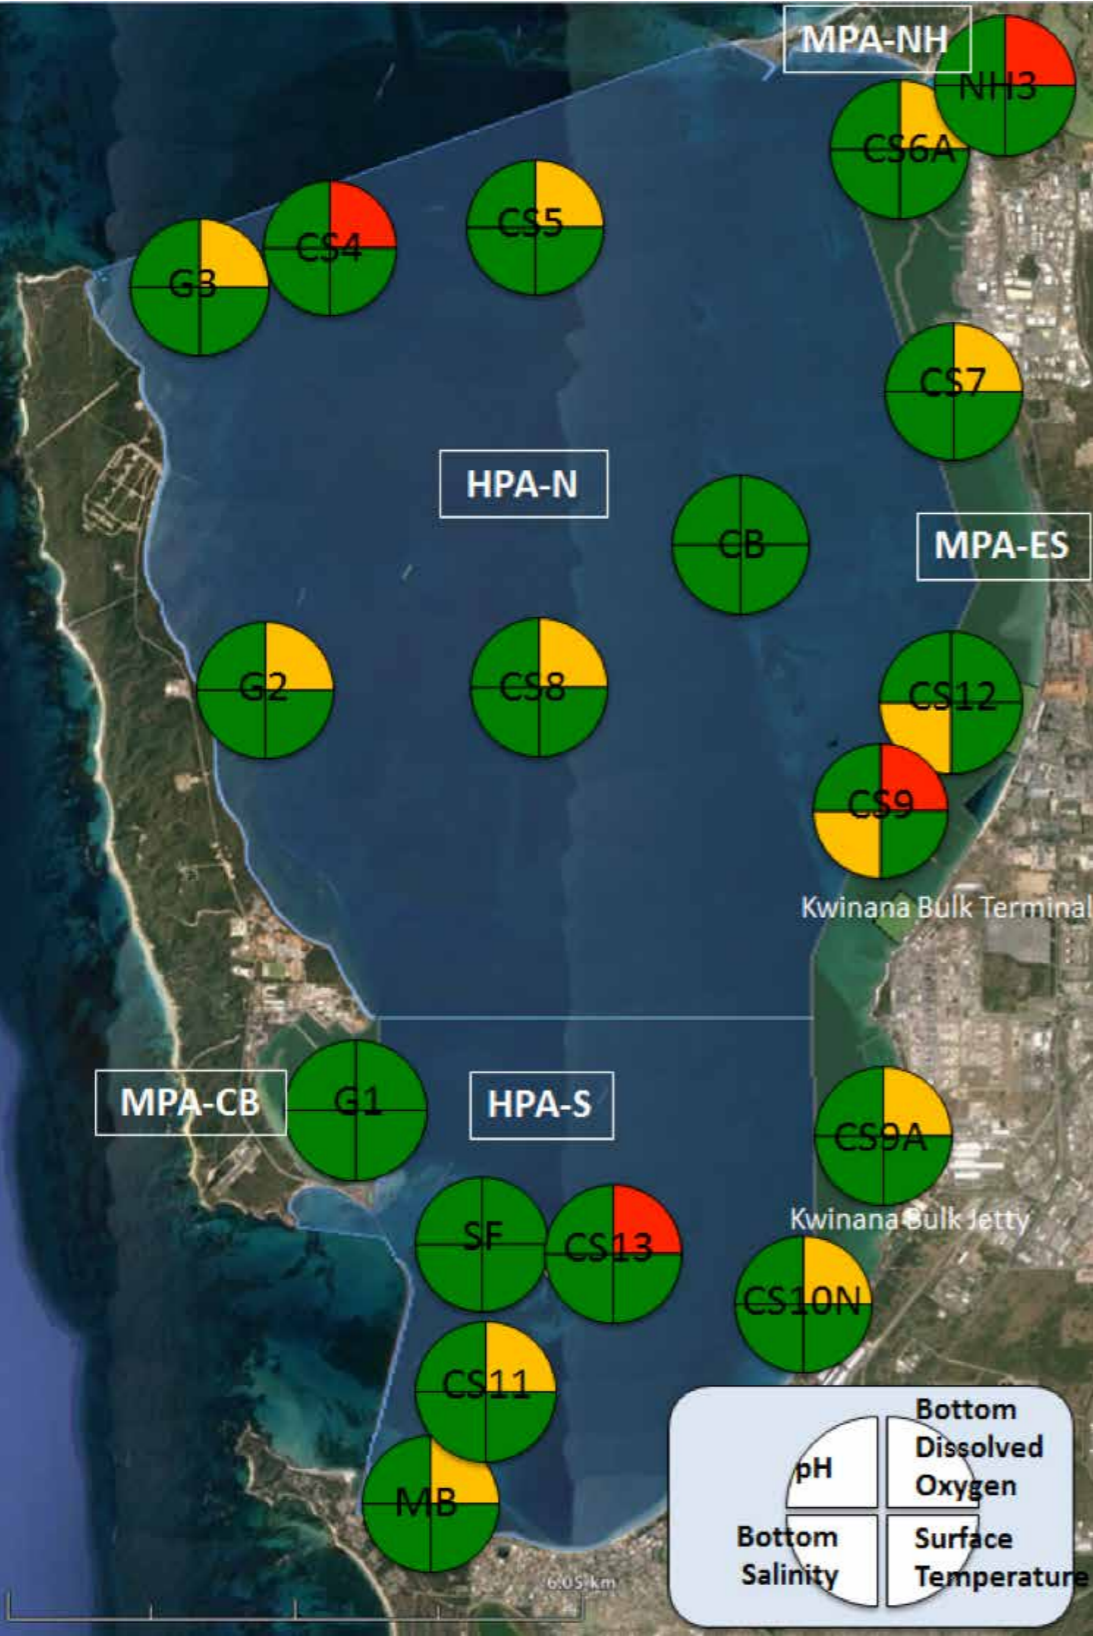 MPA-NH
NH3
CS6A
CS5
CS4
G3
CS7
HPA-N
CB
MPA-ES
G2
CS8
CS12
CS9
Kwinana Bulk Terminal
MPA-CB
G1
HPA-S
CS9A
Kwinana Bulk Jetty
SF
CS13
CS10N
CS11
MB
Bottom
Dissolved
Oxygen
pH
Bottom
Salinity
Surface
Temperature
6.05 km